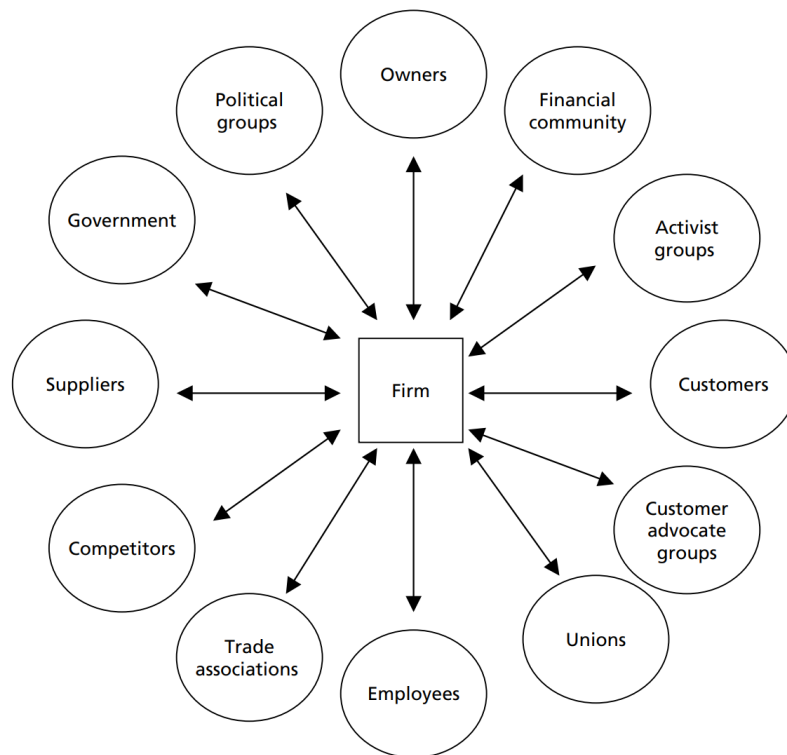 Owners
Political
groups
Financial
community
Government
Activist
groups
Suppliers
Firm
Customers
Customer
advocate
groups
Competitors
Unions
Trade
associations
Employees